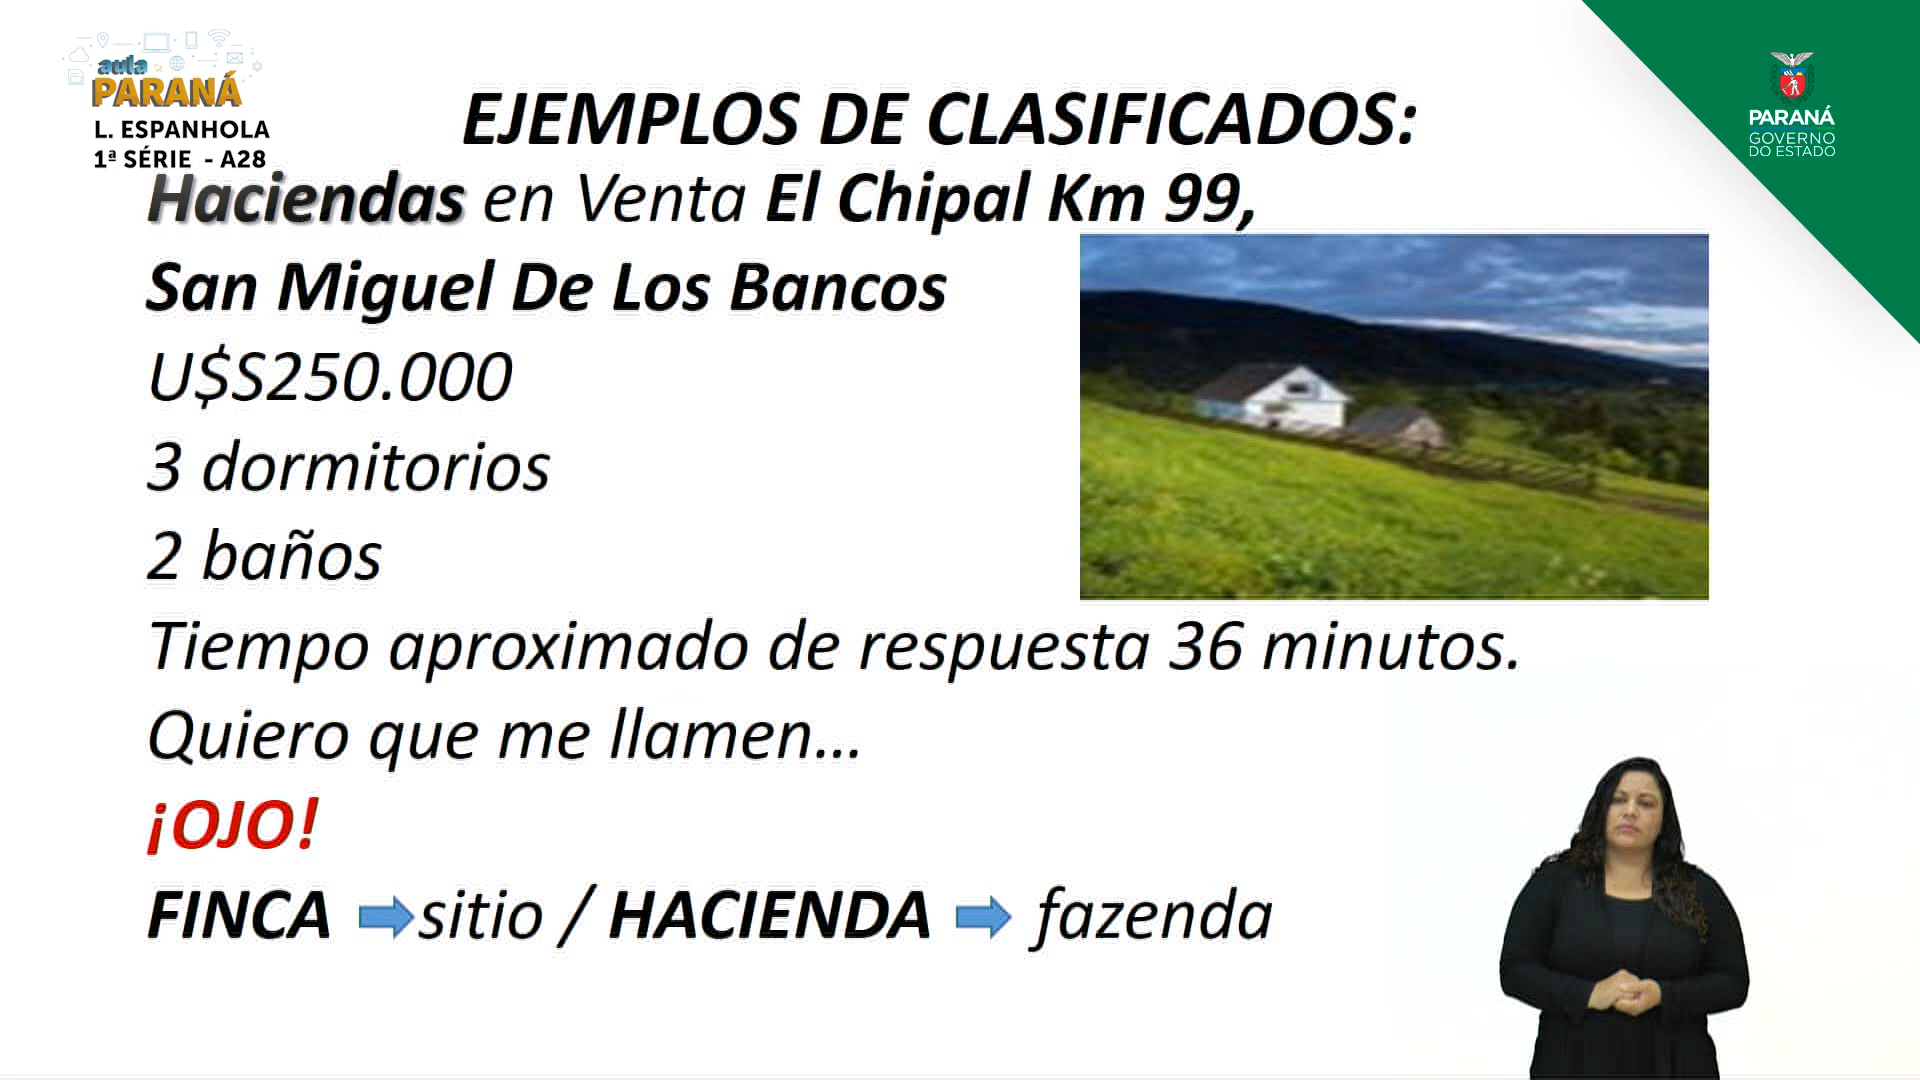 aula
PARANÁ
L. ESPANHOLA
1ª SÉRIE - A28
EJEMPLOS DE CLASIFICADOS:
PARANÁ
GOVERNO
DO ESTADO
Haciendas en Venta El Chipal Km 99,
San Miguel De Los Bancos
U$S250.000
3 dormitorios
2 baños
Tiempo aproximado de respuesta 36 minutos.
Quiero que me llamen...
¡OJO!
FINCA sitio / HACIENDA fazenda